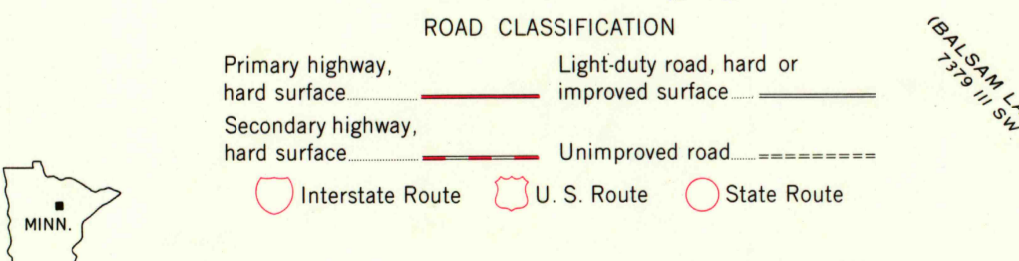 ROAD CLASSIFICATION
Primary highway,
hard surface
Light-duty road, hard or
improved surface
Secondary highway,
hard surface
Unimproved road
Interstate Route
U. S. Route
State Route
(BALSAM
7379 III SW
MINN.